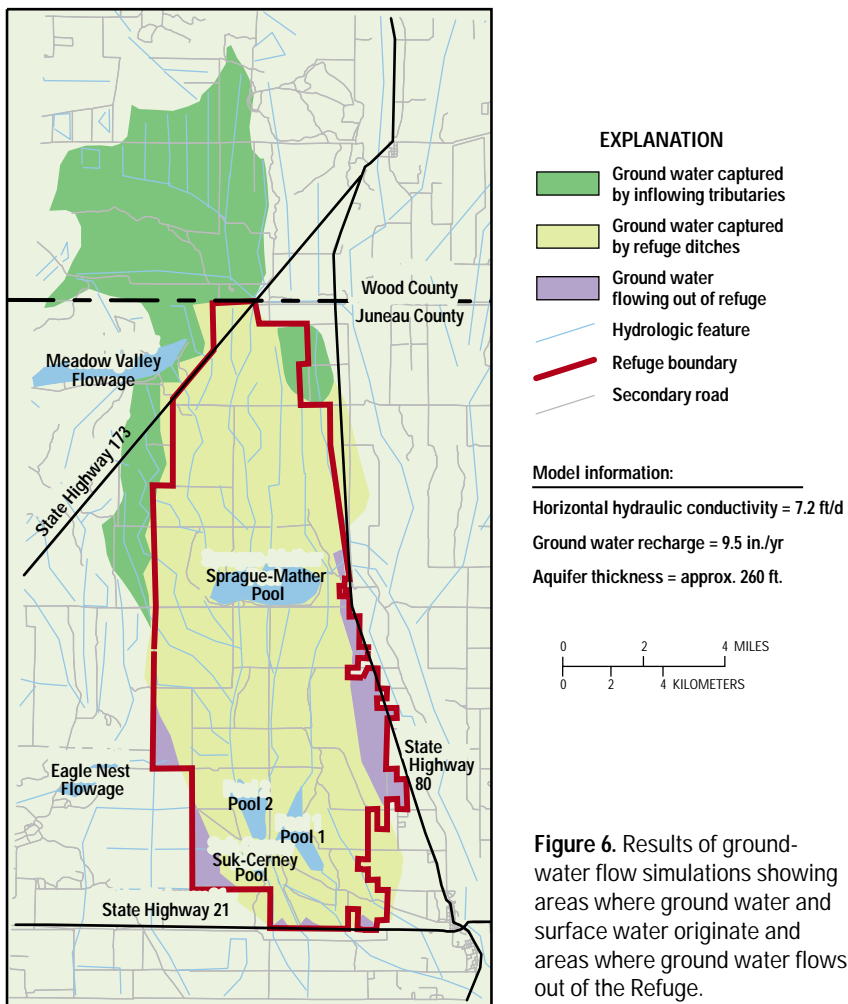 Wood County
Juneau County
Meadow Valley
Flowage
State Highway 173
Sprague-Mather
Pool
State
Highway
80
Eagle Nest
Flowage
Pool 2
Pool 1
Suk-Cerney
Pool
State Highway 21
EXPLANATION
Ground water captured
by inflowing tributaries
Ground water captured
by refuge ditches
Ground water
flowing out of refuge
Hydrologic feature
Refuge boundary
Secondary road
Model information:
Horizontal hydraulic conductivity = 7.2 ft/d
Ground water recharge = 9.5 in./yr
Aquifer thickness = approx. 260 ft.
0 2 4 MILES
0 2 4 KILOMETERS
Figure 6. Results of ground-
water flow simulations showing
areas where ground water and
surface water originate and
areas where ground water flows
out of the Refuge.